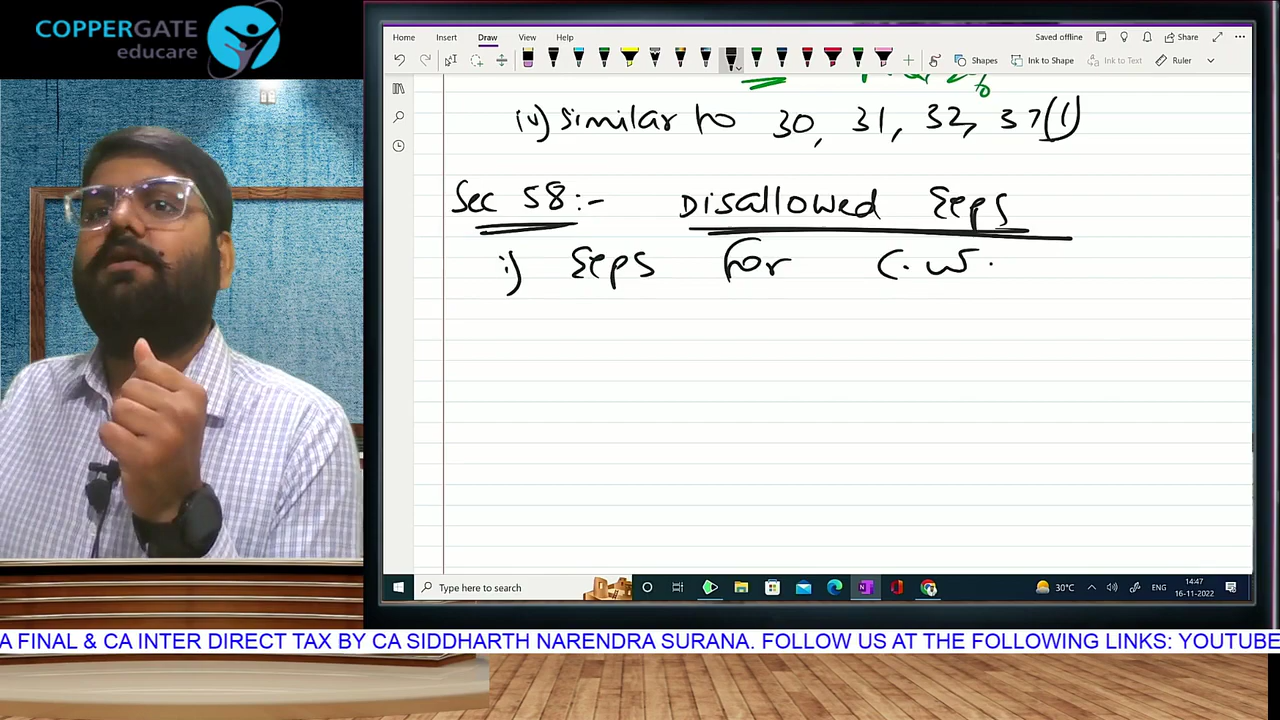 COPPERGATE
educare
Home Insert Draw View Help
Saved offline
Share
Shapes
Ink to Shape
Ink to Text
Ruler
iv) Similar to 30, 31, 32, 37(1)
Sec 58:- Disallowed Exps
i) Exps for C.W.
Type here to search
30°C
ENG
14:47
16-11-2022
A FINAL & CA INTER DIRECT TAX BY CA SIDDHARTH NARENDRA SURANA. FOLLOW US AT THE FOLLOWING LINKS: YOUTUBE